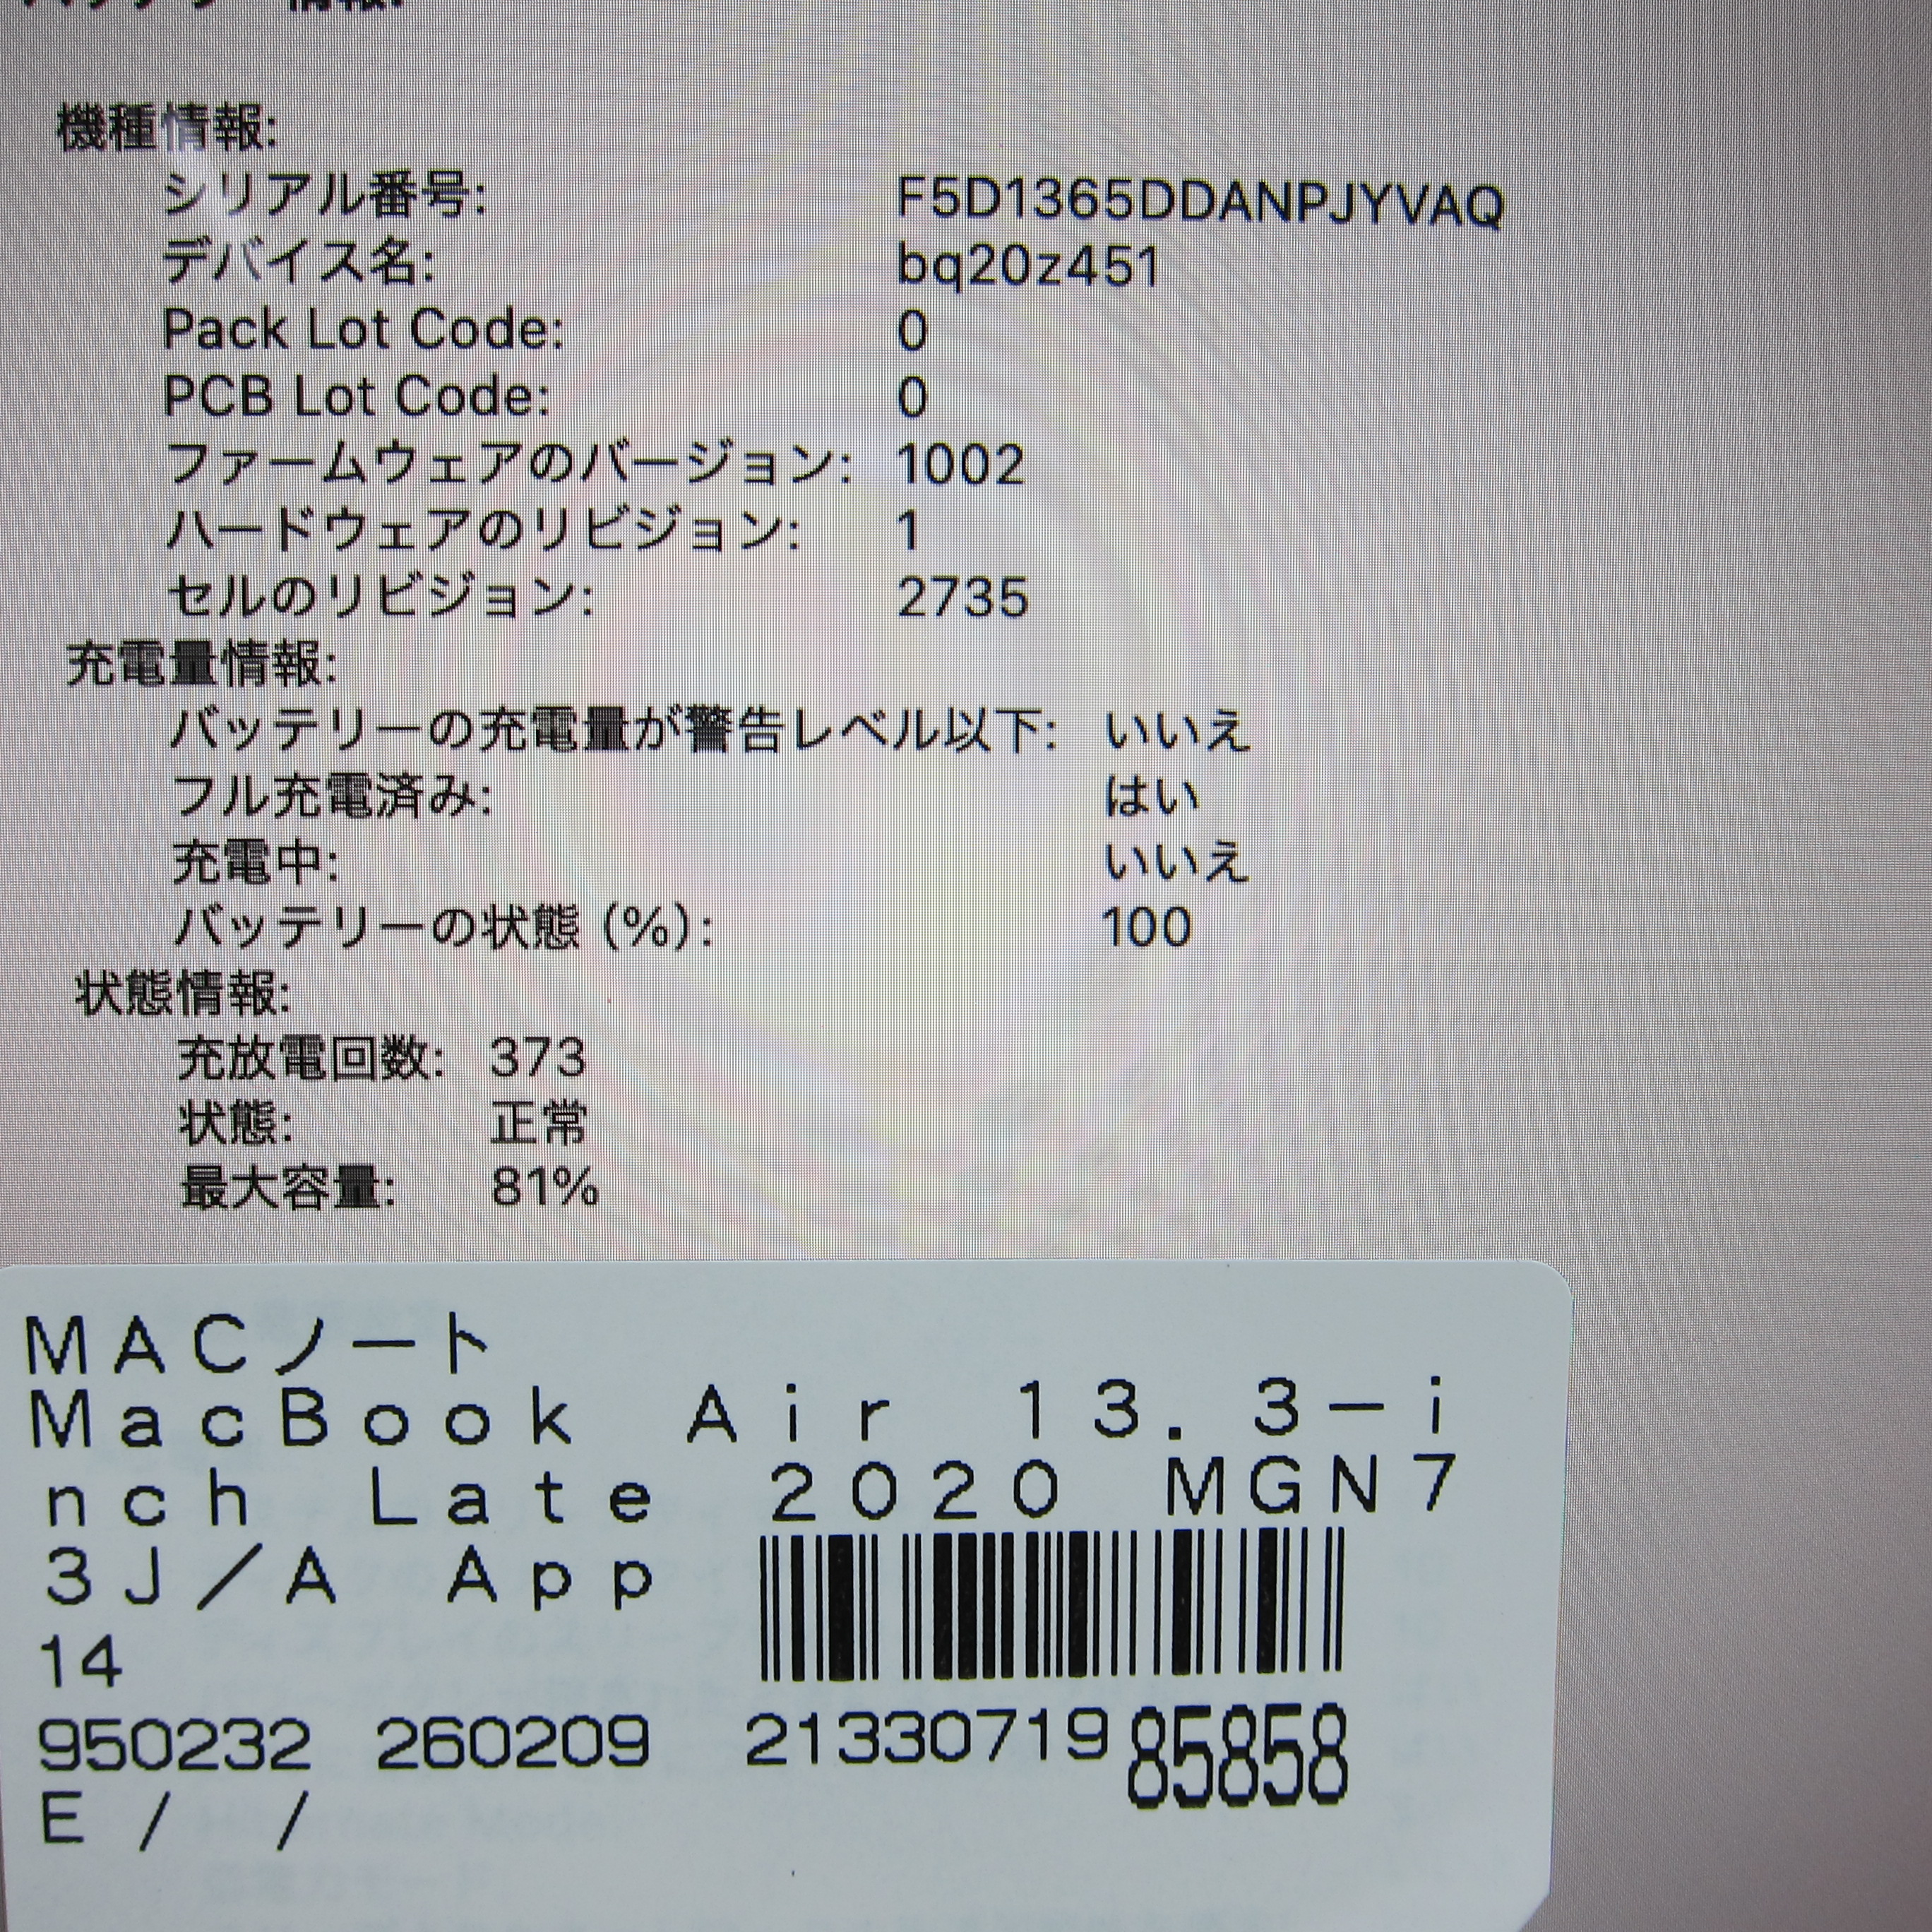 機種情報:
シリアル番号: F5D1365DDANPJYVAQ
デバイス名: bq20z451
Pack Lot Code: 0
PCB Lot Code: 0
ファームウェアのバージョン: 1002
ハードウェアのリビジョン: 1
セルのリビジョン: 2735
充電量情報:
バッテリーの充電量が警告レベル以下: いいえ
フル充電済み: はい
充電中: いいえ
バッテリーの状態 (%): 100
状態情報:
充放電回数: 373
状態: 正常
最大容量: 81%
MACノート
MacBook Air 13.3−i
nch Late 2020 MGN7
3J／A App
14
950232 260209 2133071985858
E / /